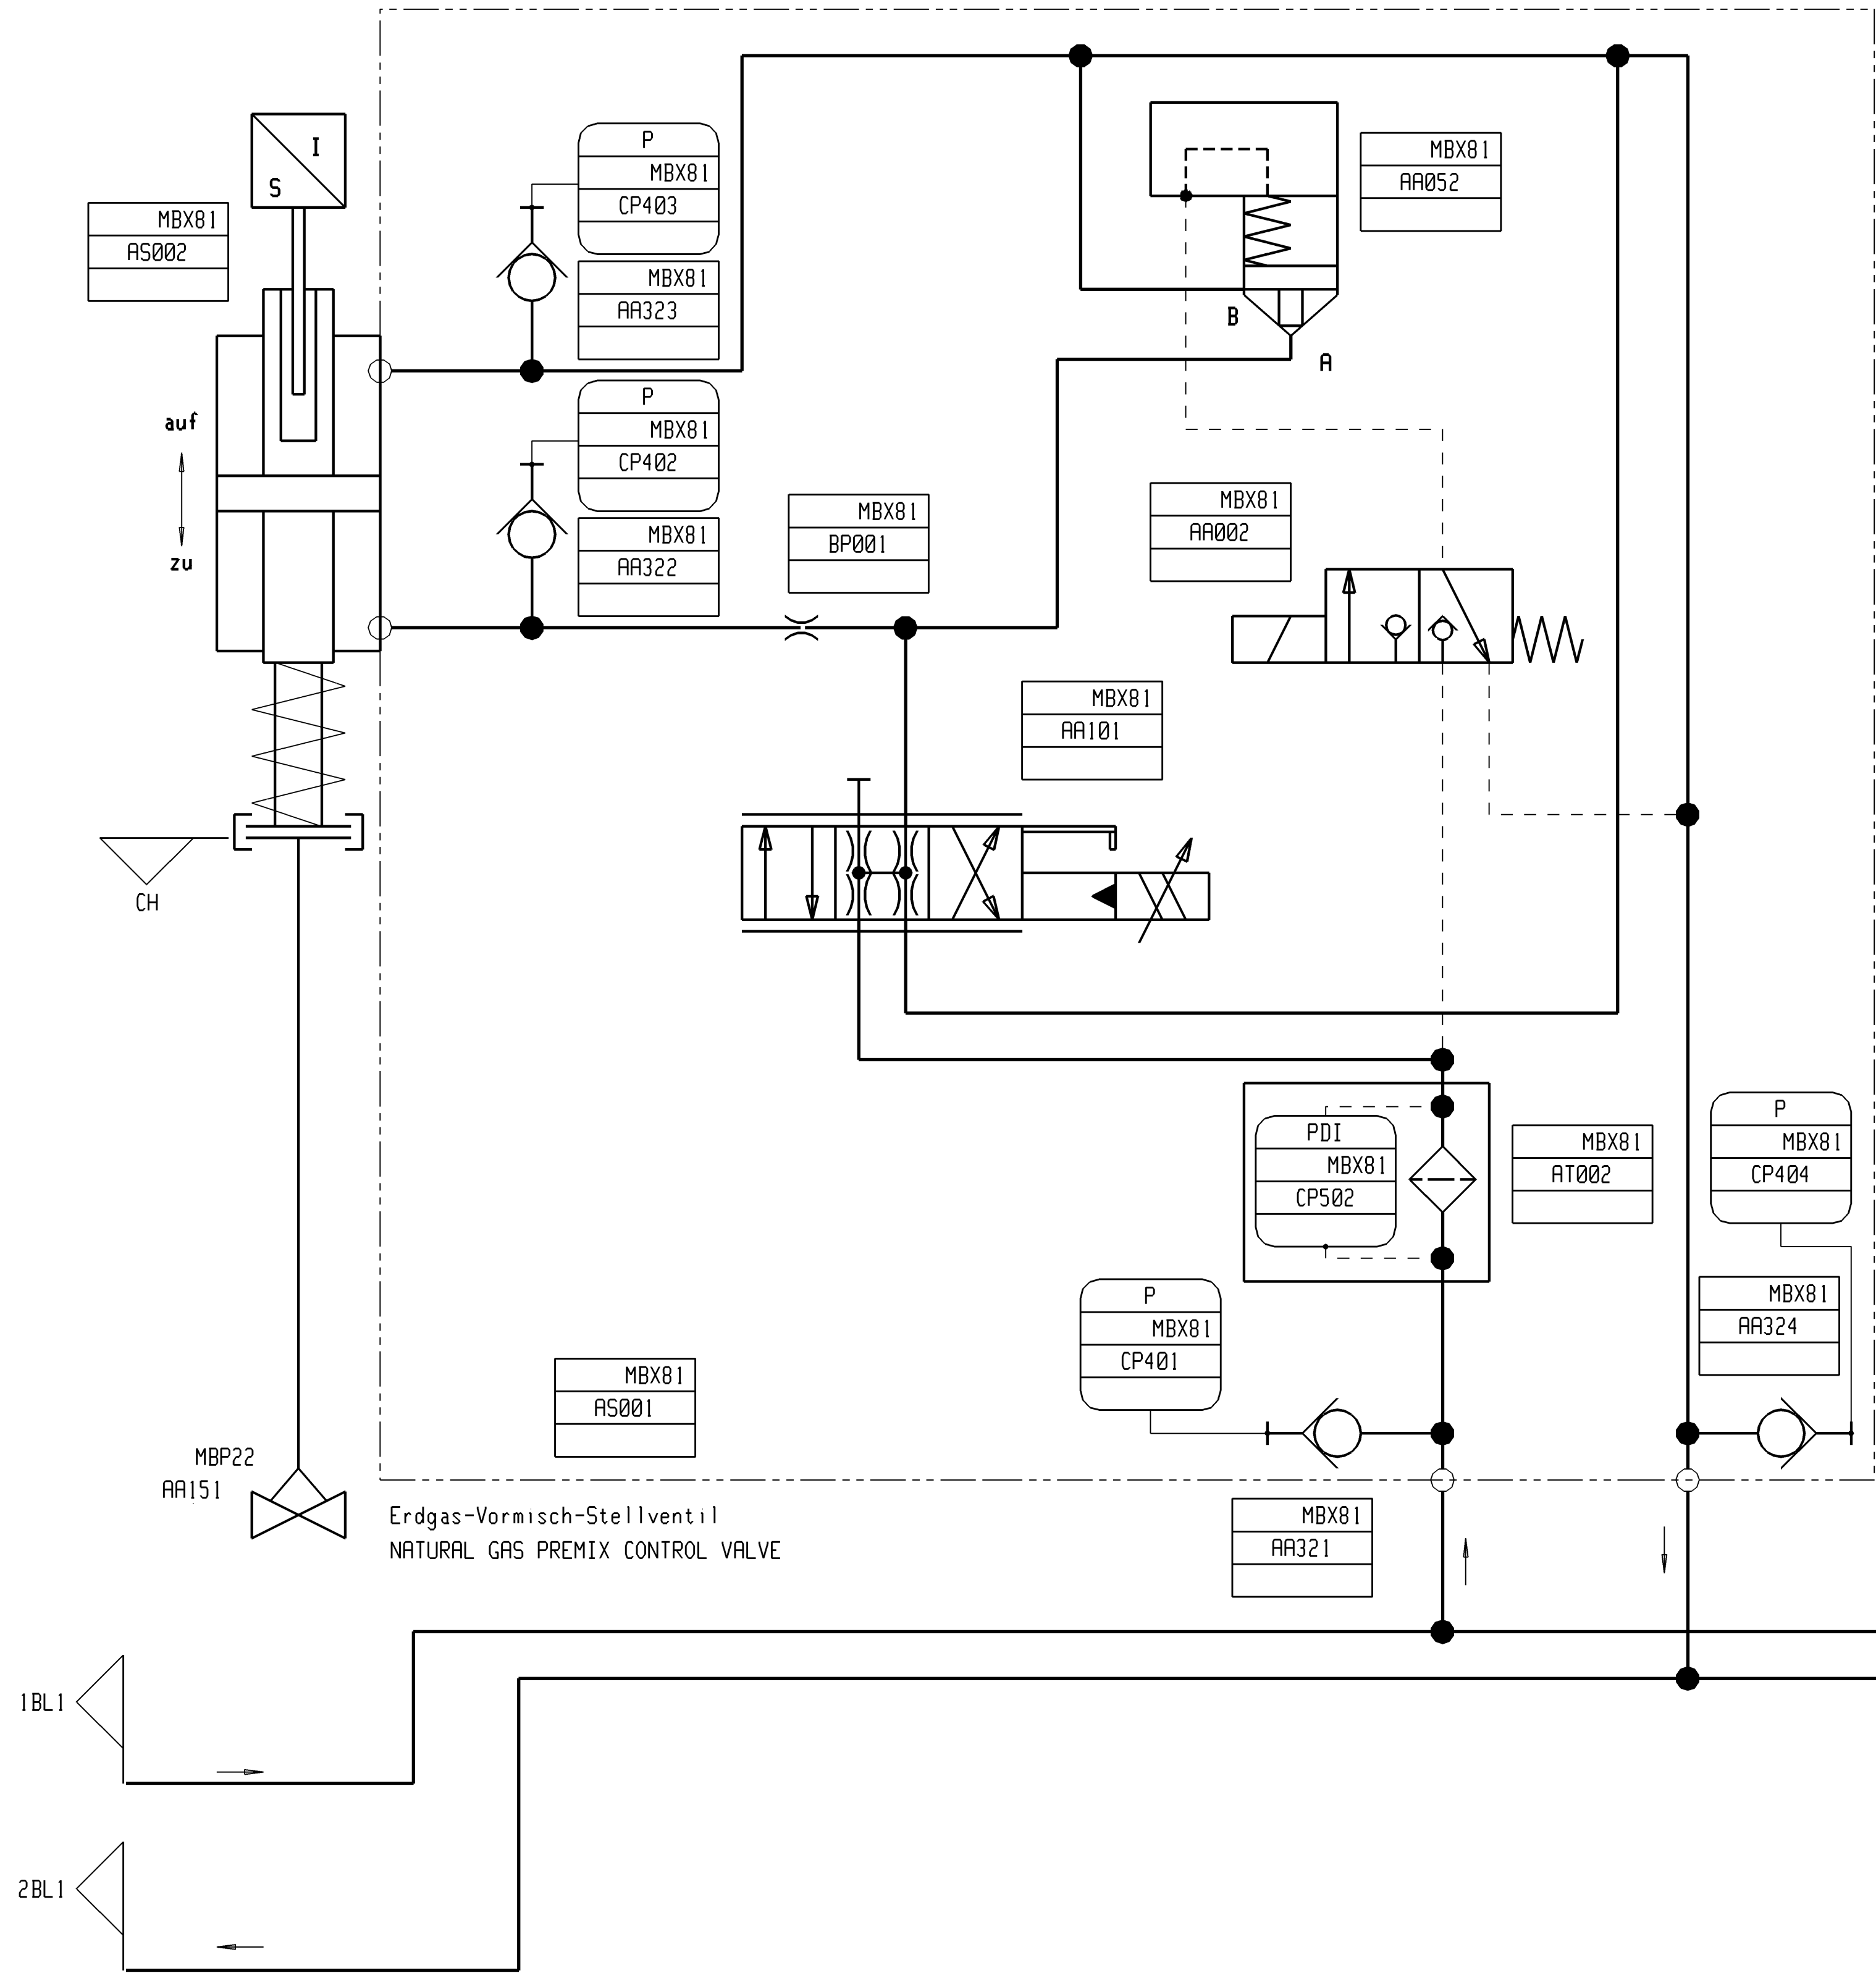 I
S
MBX81
AS002
auf
zu
CH
P
MBX81
CP403
MBX81
AA323
P
MBX81
CP402
MBX81
AA322
MBX81
BP001
MBX81
AA052
B
A
MBX81
AA002
MBX81
AA101
PDI
MBX81
CP502
MBX81
AT002
P
MBX81
CP404
MBX81
AA324
P
MBX81
CP401
MBX81
AS001
MBP22
AA151
Erdgas-Vormisch-Stellventil
NATURAL GAS PREMIX CONTROL VALVE
MBX81
AA321
1BL1
2BL1